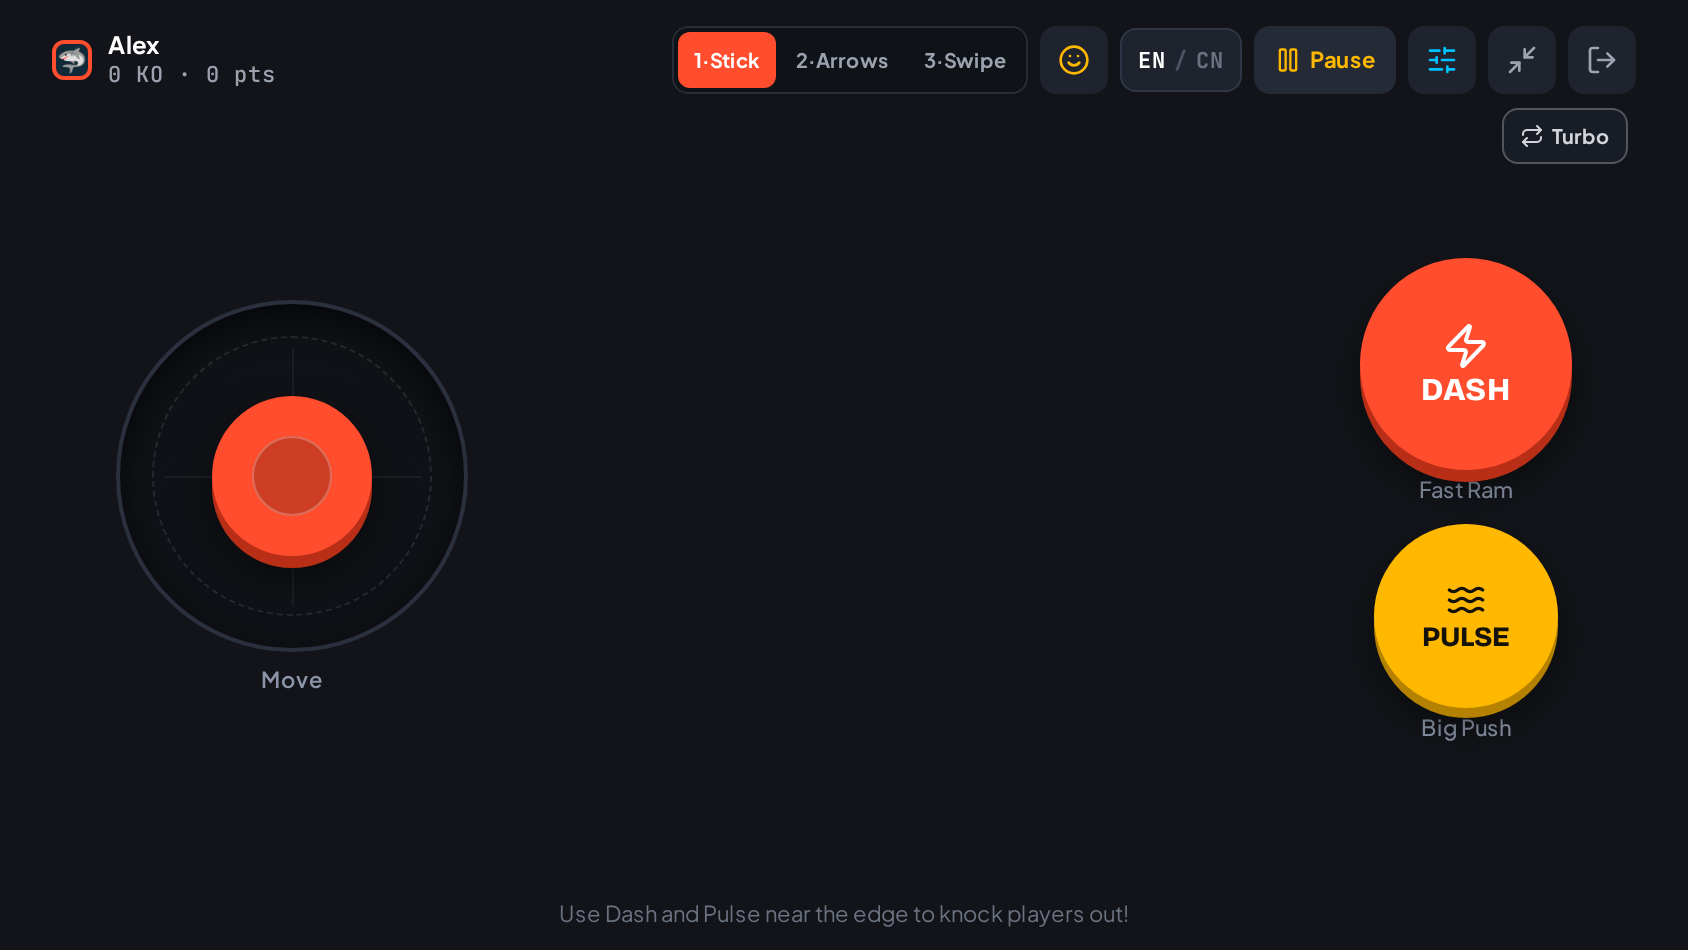 Alex
0 KO · 0 pts
1·Stick
2·Arrows
3·Swipe
EN / CN
Pause
Turbo
DASH
Fast Ram
PULSE
Big Push
Move
Use Dash and Pulse near the edge to knock players out!